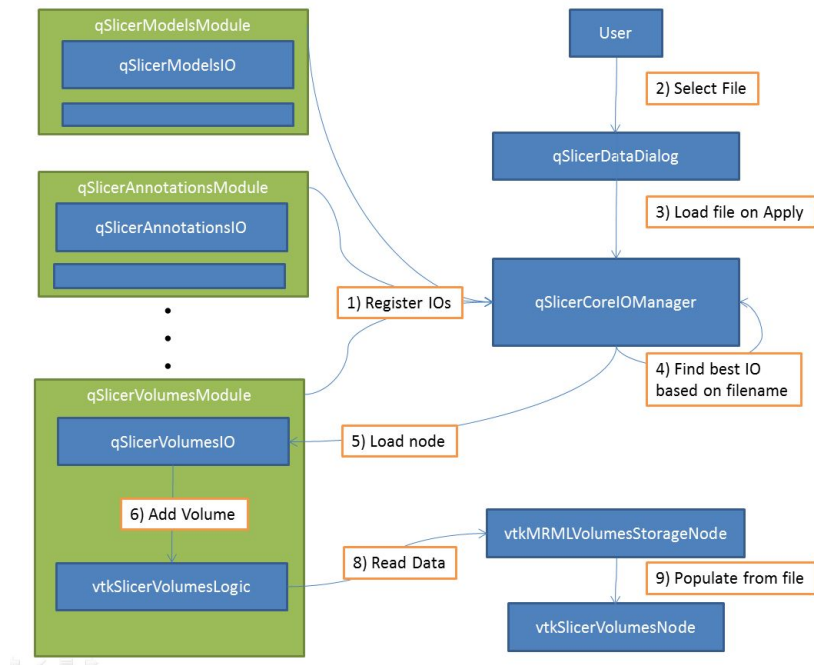 qSlicerModelsModule
qSlicerModelsIO
User
2) Select File
qSlicerDataDialog
qSlicerAnnotationsModule
qSlicerAnnotationsIO
3) Load file on Apply
1) Register IOs
qSlicerCoreIOManager
4) Find best IO
based on filename
qSlicerVolumesModule
qSlicerVolumesIO
5) Load node
6) Add Volume
vtkSlicerVolumesLogic
8) Read Data
vtkMRMLVolumesStorageNode
9) Populate from file
vtkSlicerVolumesNode